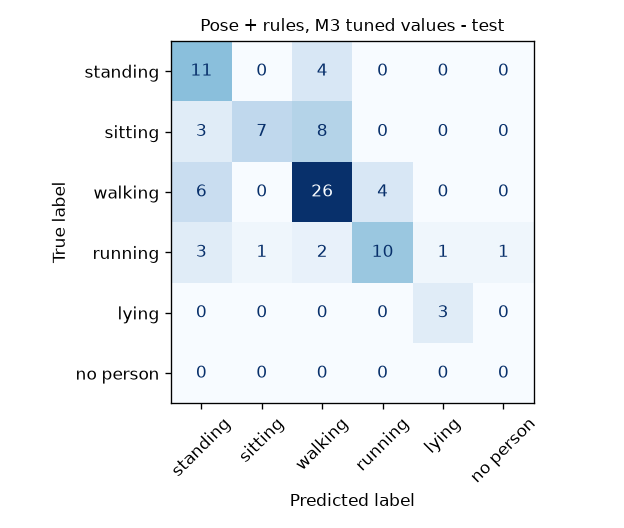 Pose + rules, M3 tuned values - test
True label
standing 11 0 4 0 0 0
sitting 3 7 8 0 0 0
walking 6 0 26 4 0 0
running 3 1 2 10 1 1
lying 0 0 0 0 3 0
no person 0 0 0 0 0 0
standing sitting walking running lying no person
Predicted label